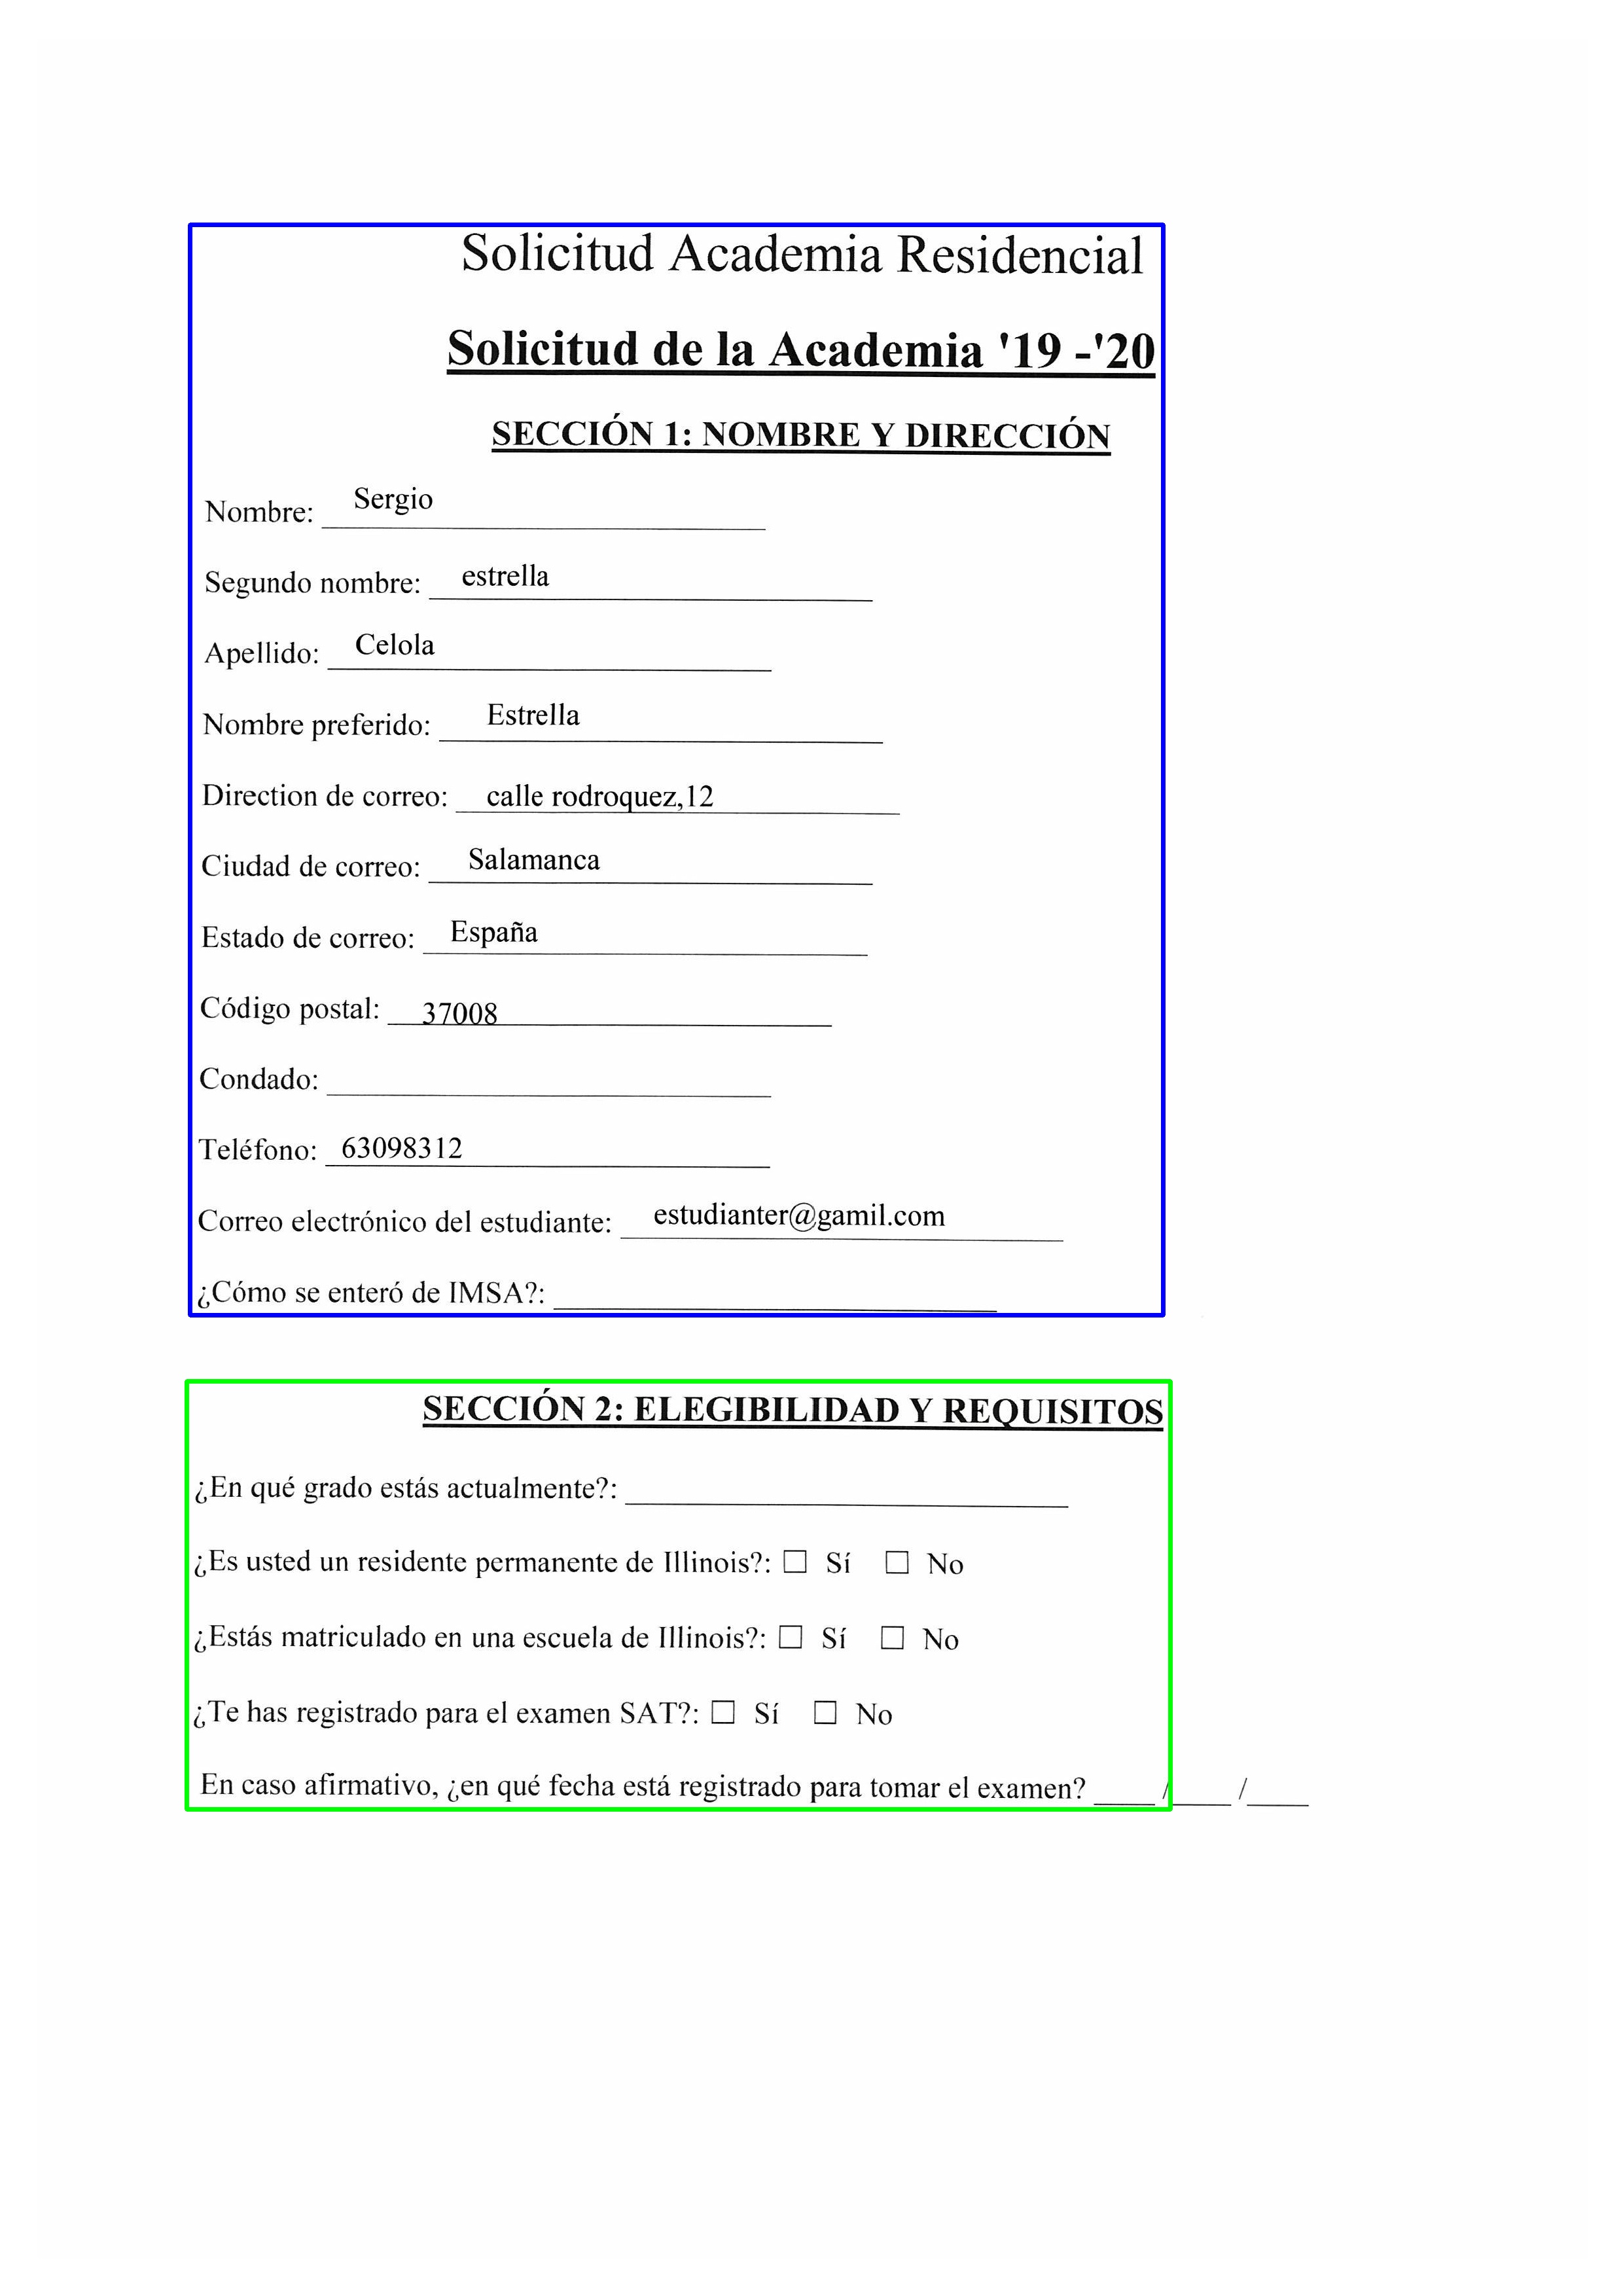 Solicitud Academia Residencial
Solicitud de la Academia '19 -'20
SECCIÓN 1: NOMBRE Y DIRECCIÓN
Nombre: Sergio
Segundo nombre: estrella
Apellido: Celola
Nombre preferido: Estrella
Direction de correo: calle rodroquez,12
Ciudad de correo: Salamanca
Estado de correo: España
Código postal: 37008
Condado:
Teléfono: 63098312
Correo electrónico del estudiante: estudianter@gamil.com
¿Cómo se enteró de IMSA?:
SECCIÓN 2: ELEGIBILIDAD Y REQUISITOS
¿En qué grado estás actualmente?:
¿Es usted un residente permanente de Illinois?: ☐ Sí ☐ No
¿Estás matriculado en una escuela de Illinois?: ☐ Sí ☐ No
¿Te has registrado para el examen SAT?: ☐ Sí ☐ No
En caso afirmativo, ¿en qué fecha está registrado para tomar el examen? ____ /____ /____